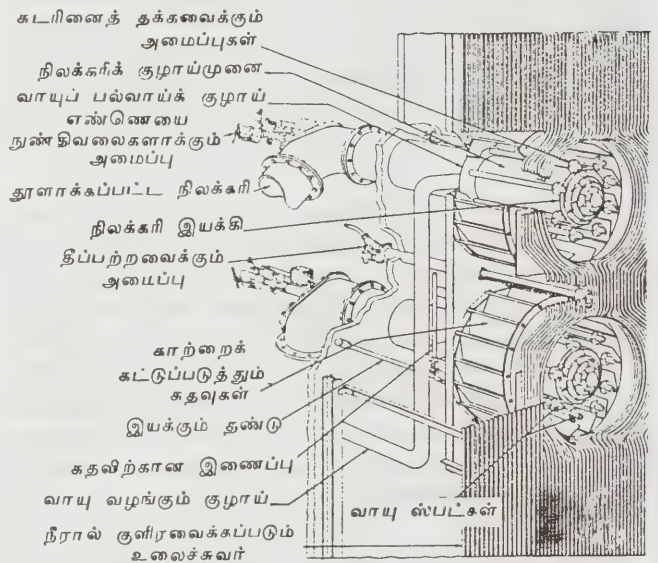 சுடரினைத் தக்கவைக்கும்
அமைப்புகள்
நிலக்கரிக் குழாய்முனை
வாயுப் பல்வாய்க் குழாய்
எண்ணெயை
நுண்திவலைகளாக்கும்
அமைப்பு
தூளாக்கப்பட்ட நிலக்கரி
நிலக்கரி இயக்கி
தீப்பற்றவைக்கும்
அமைப்பு
காற்றைக்
கட்டுப்படுத்தும்
கதவுகள்
இயக்கும் தண்டு
கதவிற்கான இணைப்பு
வாயு வழங்கும் குழாய்
வாயு ஸ்பட்கள்
நீரால் குளிரவைக்கப்படும்
உலைச்சுவர்